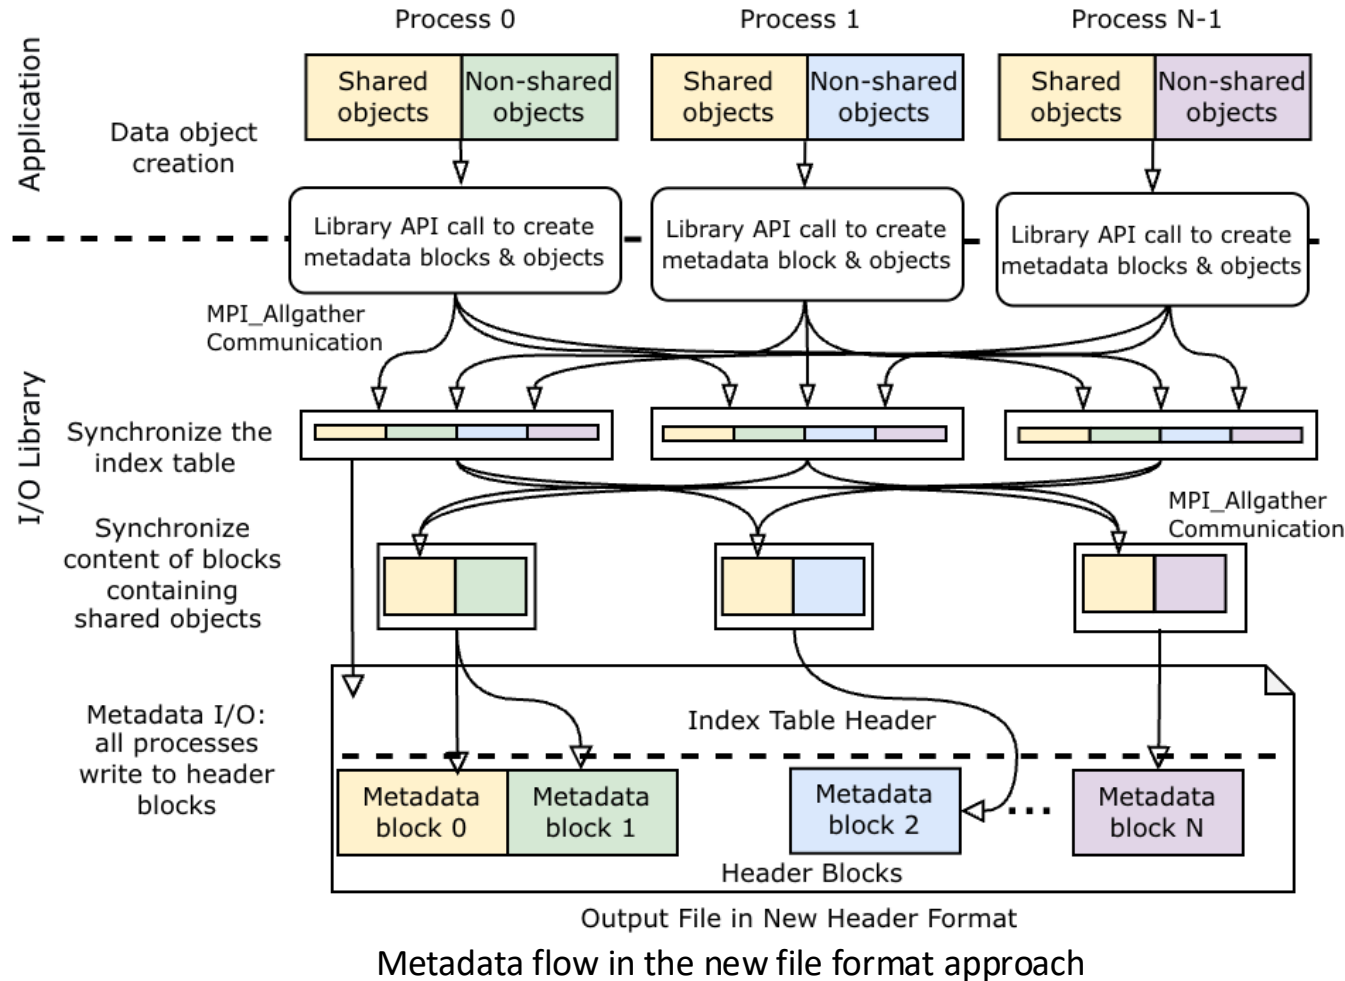 Process 0
Process 1
Process N-1
Application
Data object
creation
Shared
objects
Non-shared
objects
Shared
objects
Non-shared
objects
Shared
objects
Non-shared
objects
Library API call to create
metadata blocks & objects
Library API call to create
metadata block & objects
Library API call to create
metadata blocks & objects
MPI_Allgather
Communication
I/O Library
Synchronize the
index table
MPI_Allgather
Communication
Synchronize
content of blocks
containing
shared objects
Metadata I/O:
all processes
write to header
blocks
Index Table Header
Metadata
block 0
Metadata
block 1
Metadata
block 2
...
Metadata
block N
Header Blocks
Output File in New Header Format
Metadata flow in the new file format approach